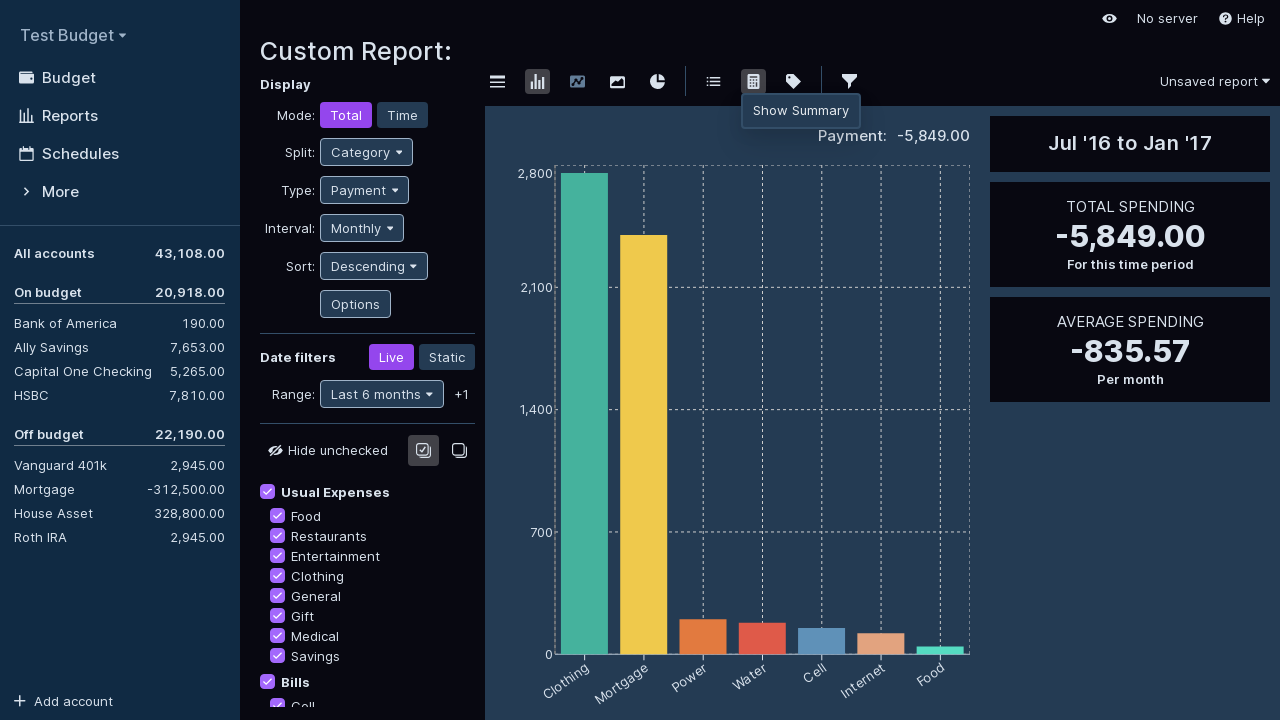 Test Budget
Budget
Reports
Schedules
More
All accounts 43,108.00
On budget 20,918.00
Bank of America 190.00
Ally Savings 7,653.00
Capital One Checking 5,265.00
HSBC 7,810.00
Off budget 22,190.00
Vanguard 401k 2,945.00
Mortgage -312,500.00
House Asset 328,800.00
Roth IRA 2,945.00
Add account
No server
Help
Custom Report:
Display
Mode: Total Time
Split: Category
Type: Payment
Interval: Monthly
Sort: Descending
Options
Date filters Live Static
Range: Last 6 months +1
Hide unchecked
Usual Expenses
Food
Restaurants
Entertainment
Clothing
General
Gift
Medical
Savings
Bills
Cell
Unsaved report
Show Summary
Payment: -5,849.00
2,800
2,100
1,400
700
0
Clothing
Mortgage
Power
Water
Cell
Internet
Food
Jul '16 to Jan '17
TOTAL SPENDING
-5,849.00
For this time period
AVERAGE SPENDING
-835.57
Per month